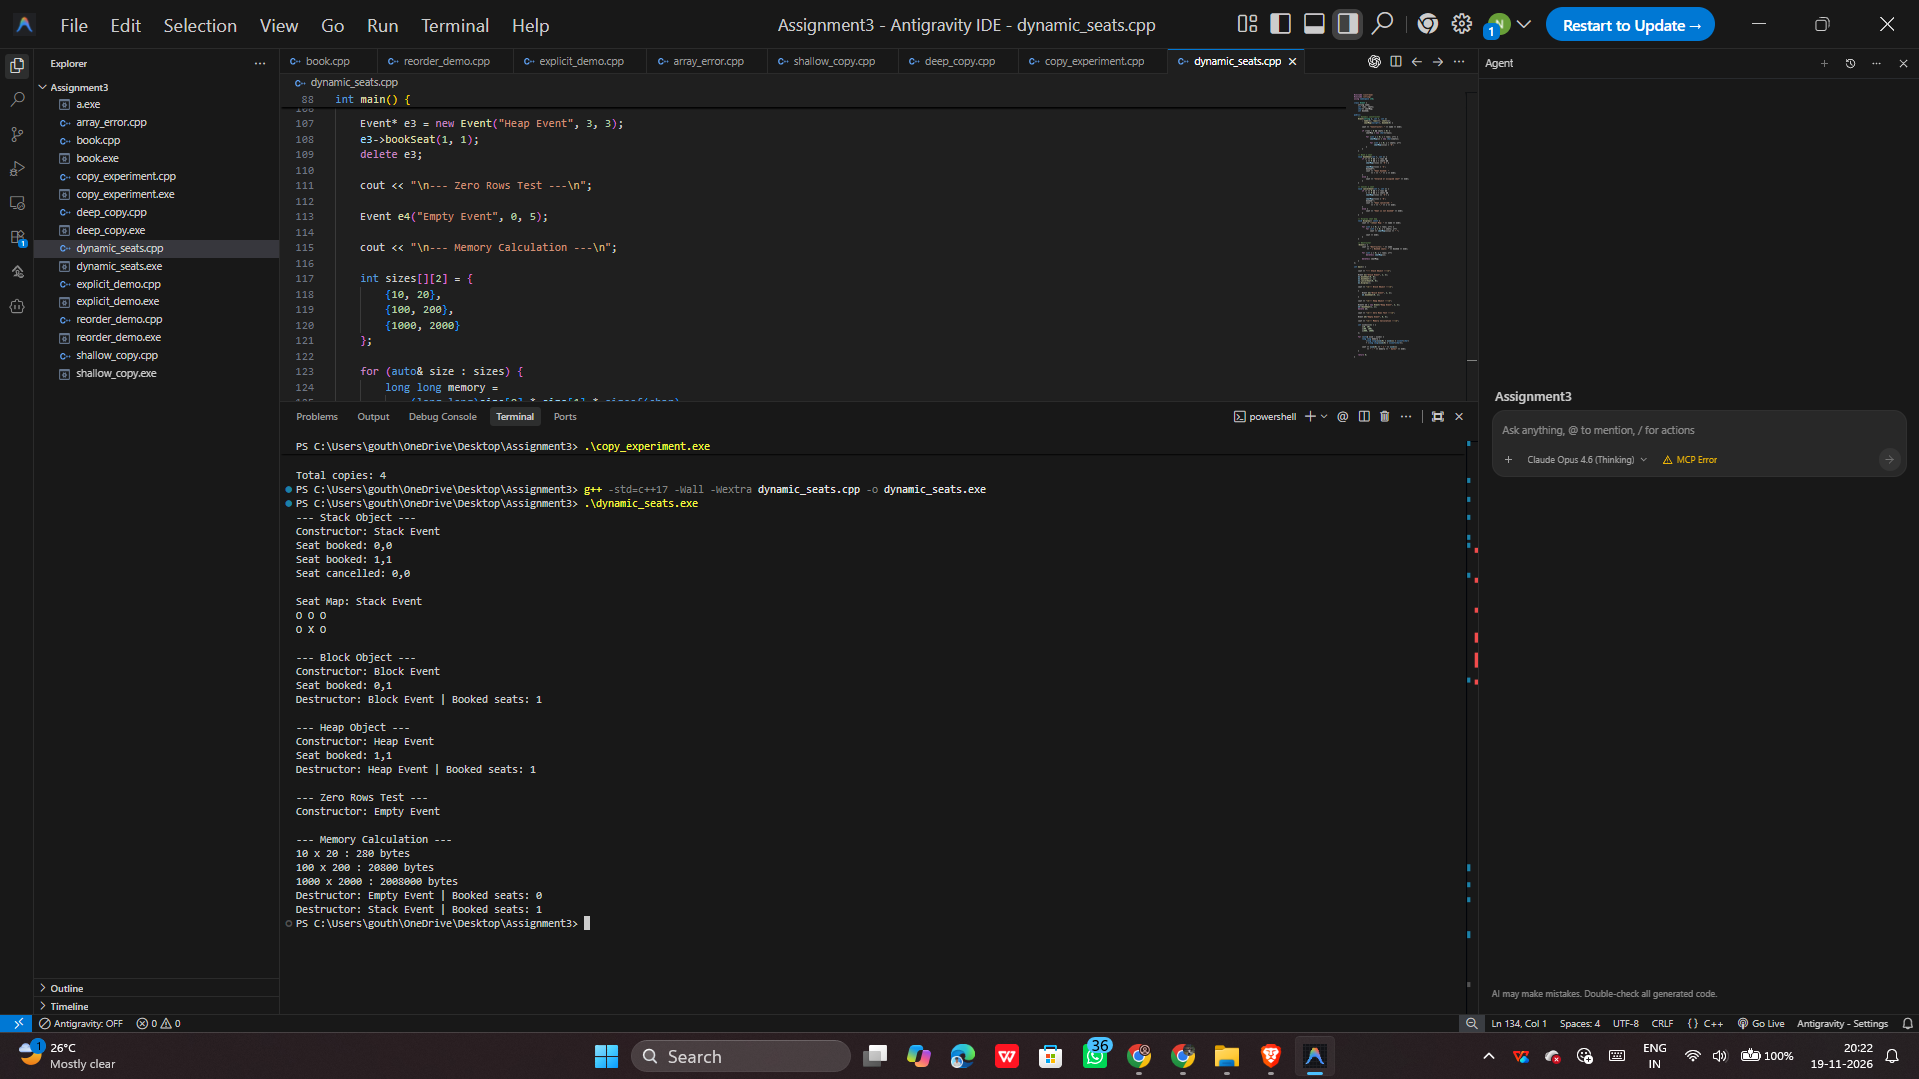 File Edit Selection View Go Run Terminal Help
Assignment3 - Antigravity IDE - dynamic_seats.cpp
N
1
Restart to Update →
Explorer
Assignment3
a.exe
array_error.cpp
book.cpp
book.exe
copy_experiment.cpp
copy_experiment.exe
deep_copy.cpp
deep_copy.exe
dynamic_seats.cpp
dynamic_seats.exe
explicit_demo.cpp
explicit_demo.exe
reorder_demo.cpp
reorder_demo.exe
shallow_copy.cpp
shallow_copy.exe
Outline
Timeline
book.cpp reorder_demo.cpp explicit_demo.cpp array_error.cpp shallow_copy.cpp deep_copy.cpp copy_experiment.cpp dynamic_seats.cpp
dynamic_seats.cpp
88 int main() {
107 Event* e3 = new Event("Heap Event", 3, 3);
108 e3->bookSeat(1, 1);
109 delete e3;
110
111 cout << "\n--- Zero Rows Test ---\n";
112
113 Event e4("Empty Event", 0, 5);
114
115 cout << "\n--- Memory Calculation ---\n";
116
117 int sizes[][2] = {
118 {10, 20},
119 {100, 200},
120 {1000, 2000}
121 };
122
123 for (auto& size : sizes) {
124 long long memory =
Problems Output Debug Console Terminal Ports
powershell
PS C:\Users\gouth\OneDrive\Desktop\Assignment3> .\copy_experiment.exe
Total copies: 4
PS C:\Users\gouth\OneDrive\Desktop\Assignment3> g++ -std=c++17 -Wall -Wextra dynamic_seats.cpp -o dynamic_seats.exe
PS C:\Users\gouth\OneDrive\Desktop\Assignment3> .\dynamic_seats.exe
--- Stack Object ---
Constructor: Stack Event
Seat booked: 0,0
Seat booked: 1,1
Seat cancelled: 0,0
Seat Map: Stack Event
O O O
O X O
--- Block Object ---
Constructor: Block Event
Seat booked: 0,1
Destructor: Block Event | Booked seats: 1
--- Heap Object ---
Constructor: Heap Event
Seat booked: 1,1
Destructor: Heap Event | Booked seats: 1
--- Zero Rows Test ---
Constructor: Empty Event
--- Memory Calculation ---
10 x 20 : 280 bytes
100 x 200 : 20800 bytes
1000 x 2000 : 2008000 bytes
Destructor: Empty Event | Booked seats: 0
Destructor: Stack Event | Booked seats: 1
PS C:\Users\gouth\OneDrive\Desktop\Assignment3>
Agent
Assignment3
Ask anything, @ to mention, / for actions
Claude Opus 4.6 (Thinking) MCP Error
AI may make mistakes. Double-check all generated code.
Antigravity: OFF 0 0
Ln 134, Col 1 Spaces: 4 UTF-8 CRLF {} C++ Go Live Antigravity - Settings
1
26°C
Mostly clear
Search
36
ENG
IN
100%
20:22
19-11-2026